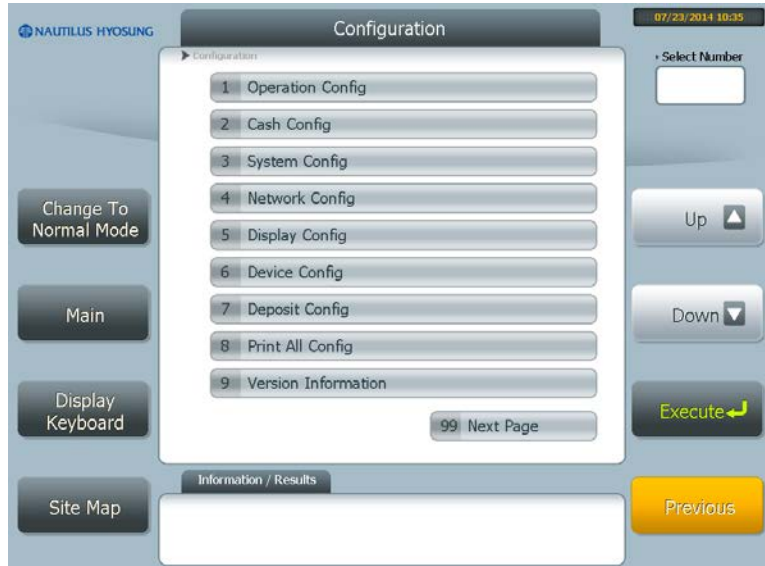 NAUTILUS HYOSUNG
Configuration
07/23/2014 10:35
Configuration
Select Number
1 Operation Config
2 Cash Config
3 System Config
4 Network Config
5 Display Config
6 Device Config
7 Deposit Config
8 Print All Config
9 Version Information
99 Next Page
Change To
Normal Mode
Main
Display
Keyboard
Site Map
Up
Down
Execute
Previous
Information / Results